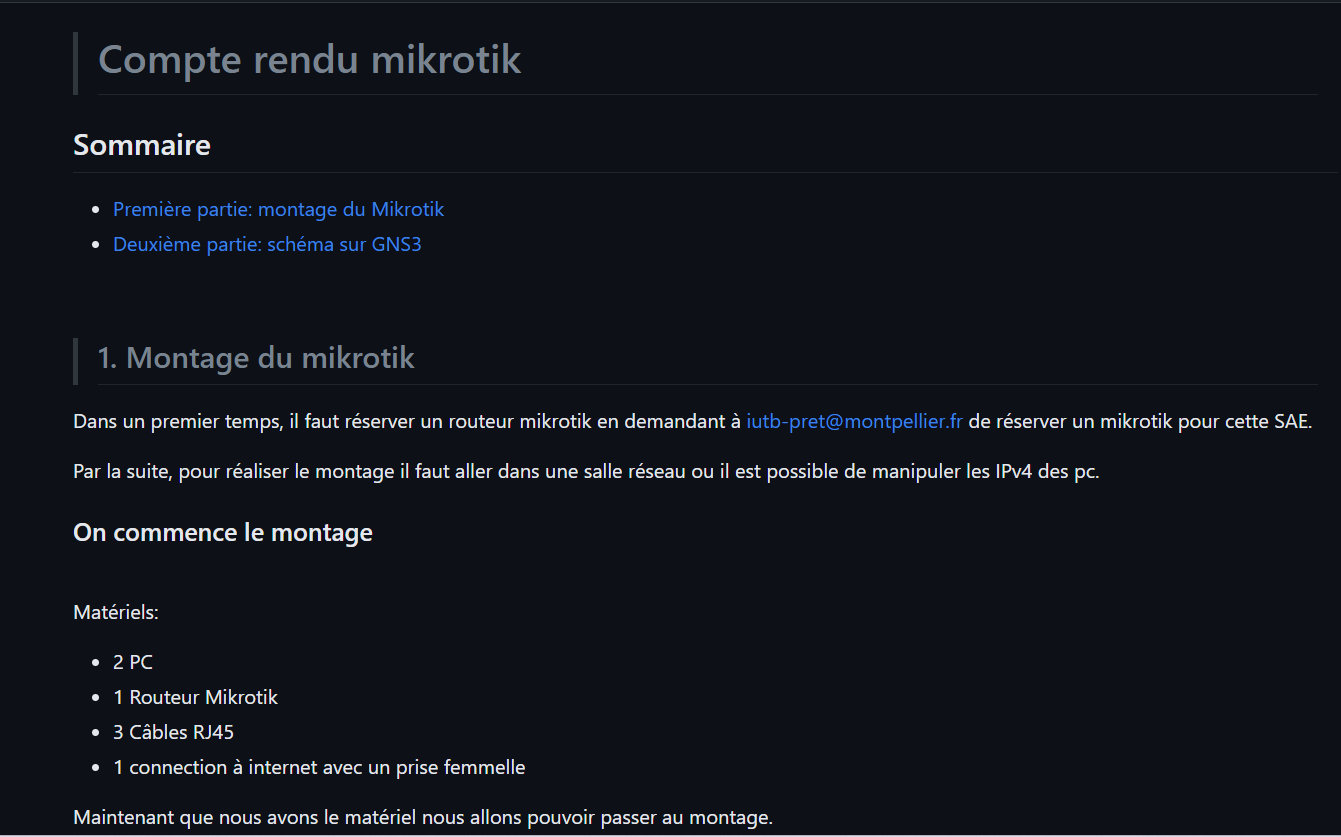 Compte rendu mikrotik
Sommaire
Première partie: montage du Mikrotik
Deuxième partie: schéma sur GNS3
1. Montage du mikrotik
Dans un premier temps, il faut réserver un routeur mikrotik en demandant à iutb-pret@montpellier.fr de réserver un mikrotik pour cette SAE.
Par la suite, pour réaliser le montage il faut aller dans une salle réseau ou il est possible de manipuler les IPv4 des pc.
On commence le montage
Matériels:
2 PC
1 Routeur Mikrotik
3 Câbles RJ45
1 connection à internet avec un prise femmelle
Maintenant que nous avons le matériel nous allons pouvoir passer au montage.